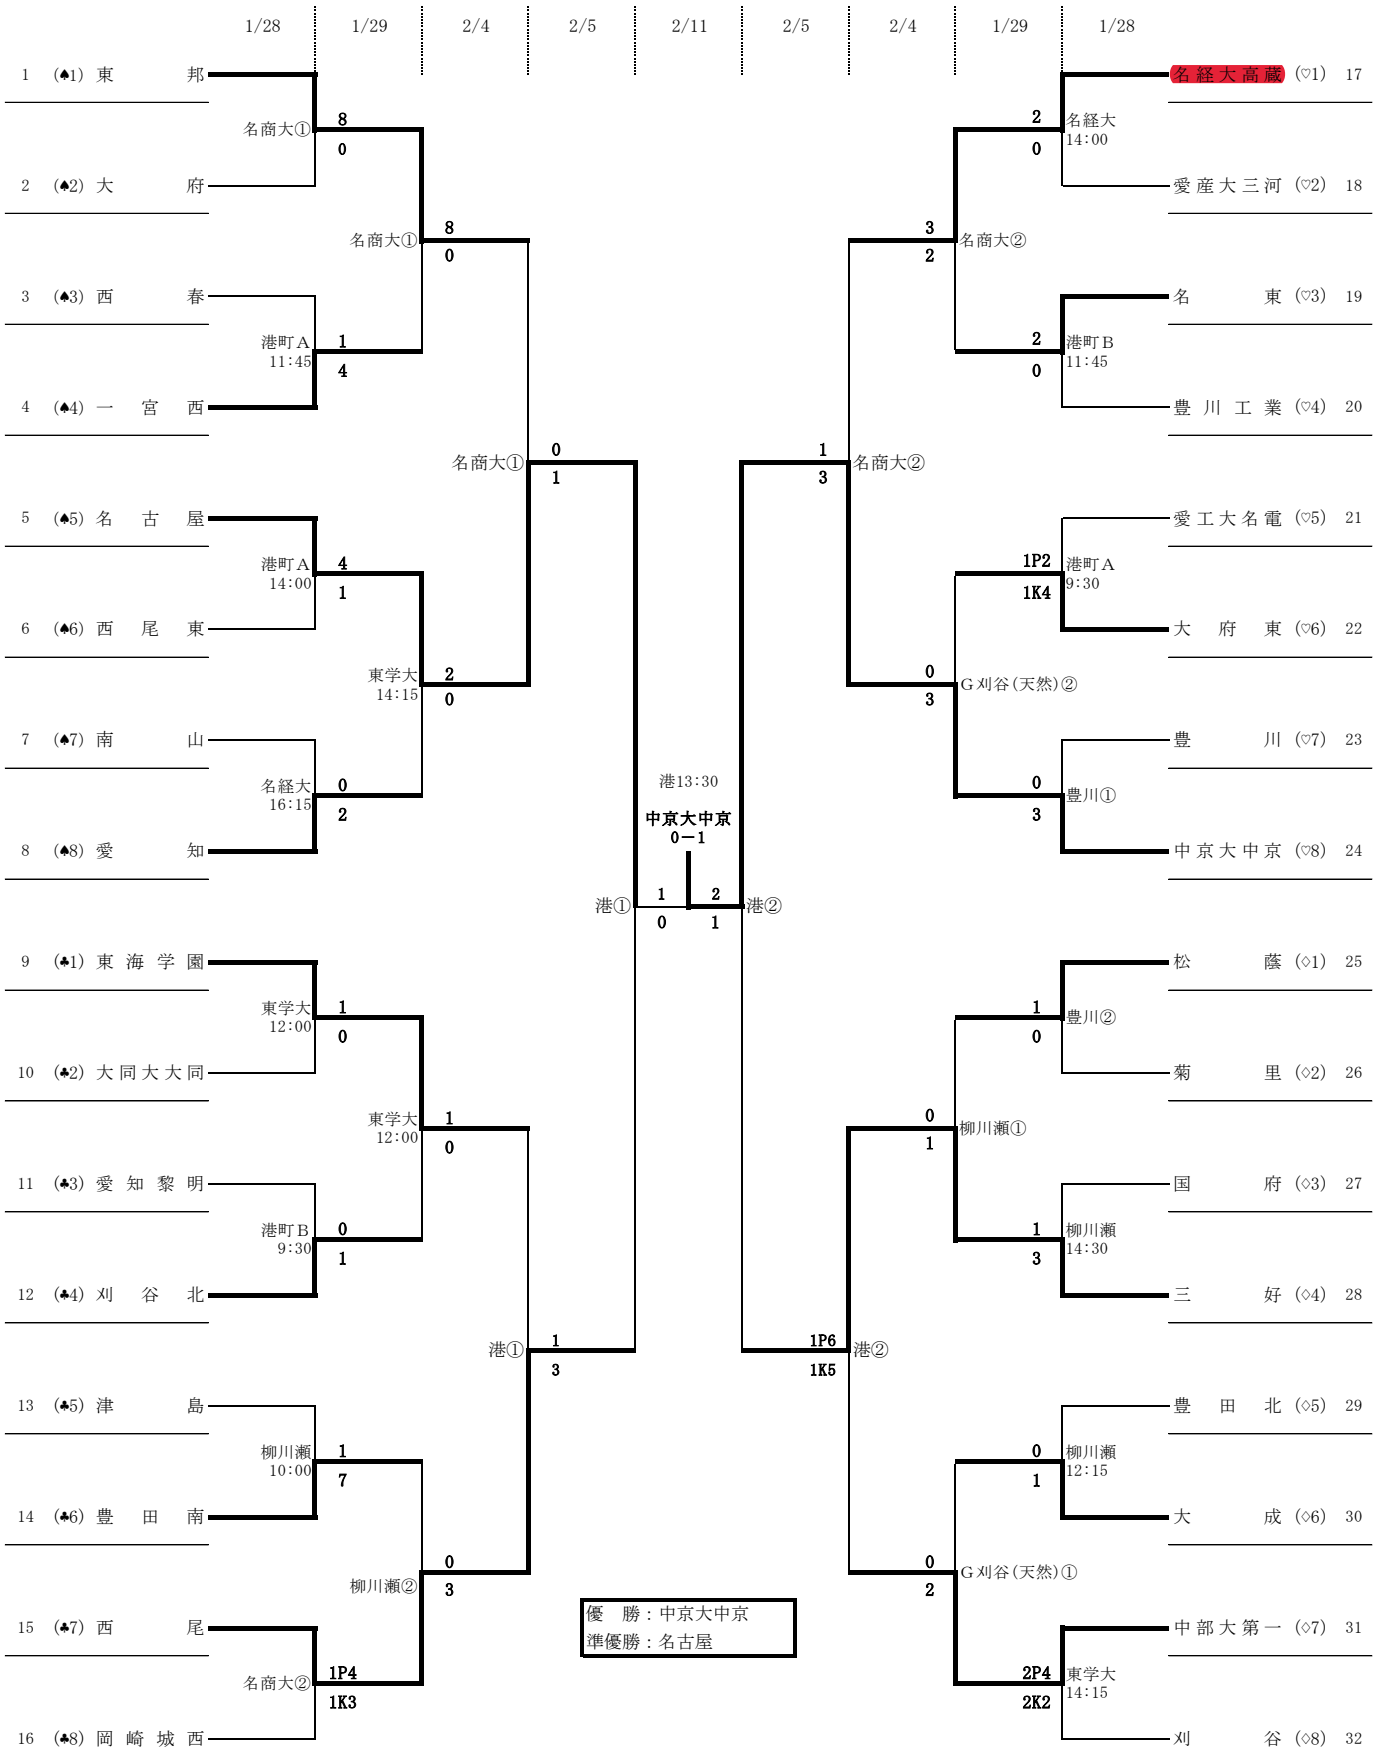 1/28 1/29 2/4 2/5 2/11 2/5 2/4 1/29 1/28
1 (♠1) 東邦
名経大高蔵 (♡1) 17
8
2
名商大①
名経大
14:00
0
0
2 (♠2) 大府
愛産大三河 (♡2) 18
8
3
名商大①
名商大②
0
2
3 (♠3) 西春
名東 (♡3) 19
港町A
11:45
1
4
2
0
港町B
11:45
4 (♠4) 一宮西
豊川工業 (♡4) 20
名商大①
0
1
1
3
名商大②
5 (♠5) 名古屋
愛工大名電 (♡5) 21
港町A
14:00
4
1
1P2
1K4
港町A
9:30
6 (♠6) 西尾東
大府東 (♡6) 22
東学大
14:15
2
0
0
3
G刈谷(天然)②
7 (♠7) 南山
豊川 (♡7) 23
名経大
16:15
0
2
港13:30
中京大中京
0－1
0
3
豊川①
8 (♠8) 愛知
中京大中京 (♡8) 24
港①
1
0
2
1
港②
9 (♣1) 東海学園
松蔭 (♢1) 25
東学大
12:00
1
0
1
0
豊川②
10 (♣2) 大同大大同
菊里 (♢2) 26
東学大
12:00
1
0
0
1
柳川瀬①
11 (♣3) 愛知黎明
国府 (♢3) 27
港町B
9:30
0
1
1
3
柳川瀬
14:30
12 (♣4) 刈谷北
三好 (♢4) 28
港①
1
3
1P6
1K5
港②
13 (♣5) 津島
豊田北 (♢5) 29
柳川瀬
10:00
1
7
0
1
柳川瀬
12:15
14 (♣6) 豊田南
大成 (♢6) 30
柳川瀬②
0
3
0
2
G刈谷(天然)①
優　勝：中京大中京
準優勝：名古屋
15 (♣7) 西尾
中部大第一 (♢7) 31
名商大②
1P4
1K3
2P4
2K2
東学大
14:15
16 (♣8) 岡崎城西
刈谷 (♢8) 32